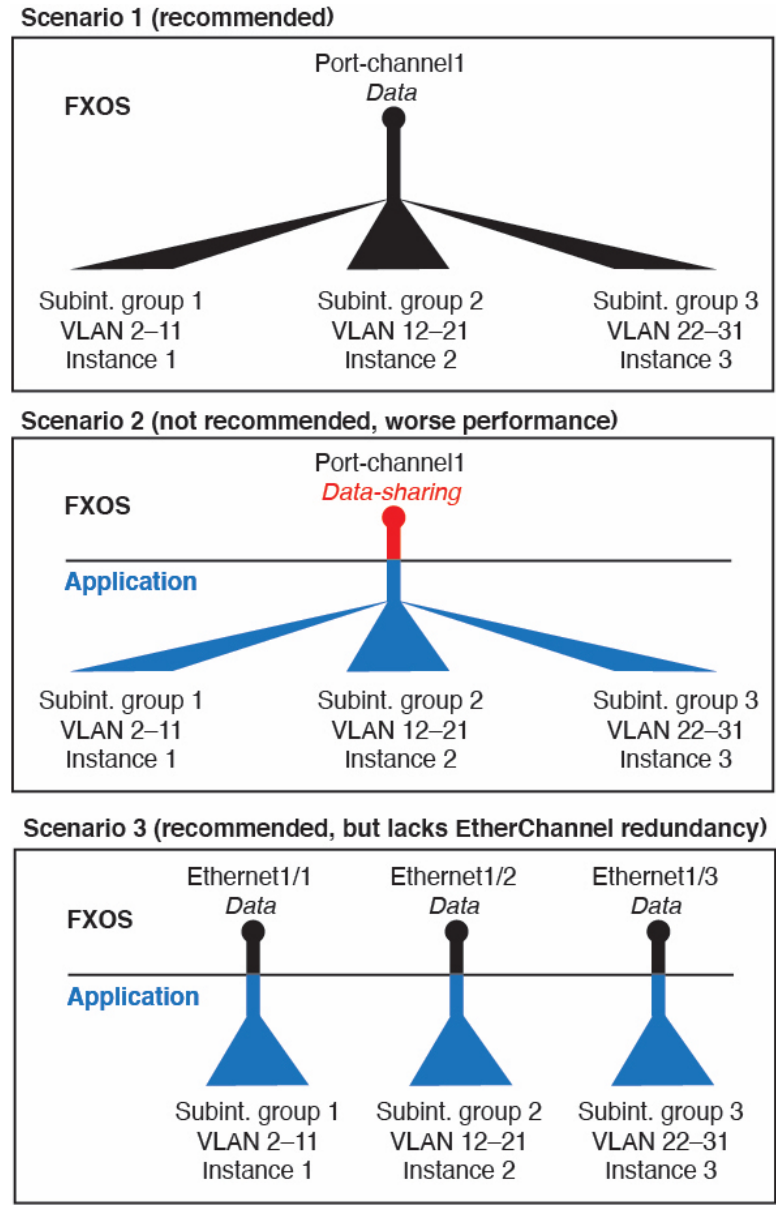 Scenario 1 (recommended)
Port-channel1
Data
FXOS
Subint. group 1
VLAN 2–11
Instance 1
Subint. group 2
VLAN 12–21
Instance 2
Subint. group 3
VLAN 22–31
Instance 3
Scenario 2 (not recommended, worse performance)
Port-channel1
Data-sharing
FXOS
Application
Subint. group 1
VLAN 2–11
Instance 1
Subint. group 2
VLAN 12–21
Instance 2
Subint. group 3
VLAN 22–31
Instance 3
Scenario 3 (recommended, but lacks EtherChannel redundancy)
Ethernet1/1
Data
Ethernet1/2
Data
Ethernet1/3
Data
FXOS
Application
Subint. group 1
VLAN 2–11
Instance 1
Subint. group 2
VLAN 12–21
Instance 2
Subint. group 3
VLAN 22–31
Instance 3